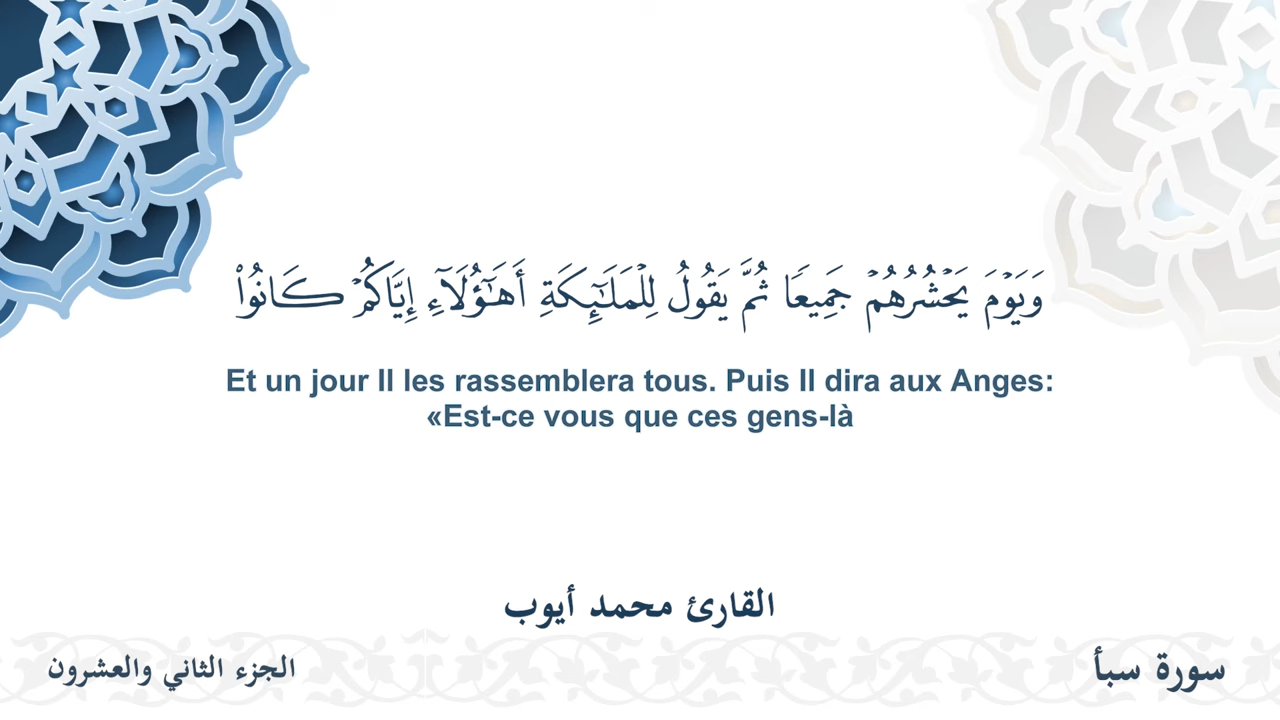 وَيَوۡمَ يَحۡشُرُهُمۡ جَمِيعٗا ثُمَّ يَقُولُ لِلۡمَلَٰٓئِكَةِ أَهَٰٓؤُلَآءِ إِيَّاكُمۡ كَانُواْ
Et un jour Il les rassemblera tous. Puis Il dira aux Anges:
«Est-ce vous que ces gens-là
القارئ محمد أيوب
سورة سبأ
الجزء الثاني والعشرون